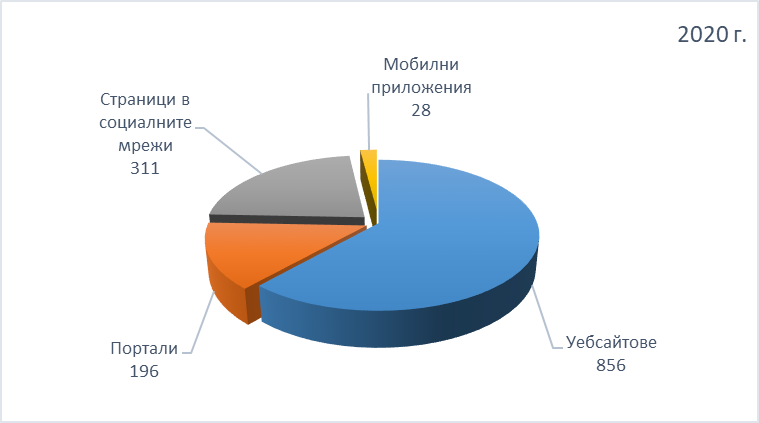 2020 г.
Мобилни
приложения
28
Страници в
социалните
мрежи
311
Портали
196
Уебсайтове
856